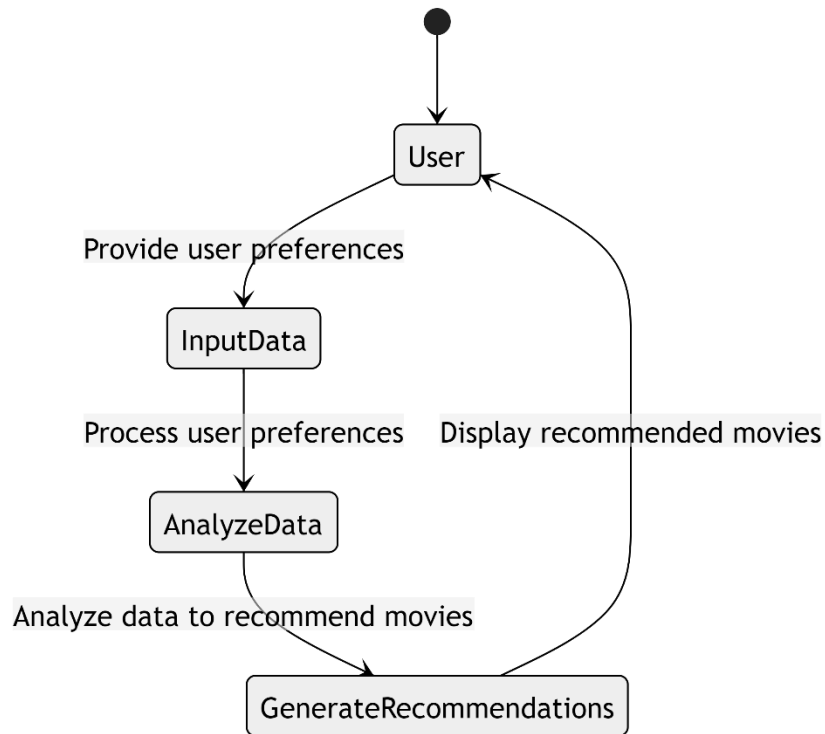 User
Provide user preferences
InputData
Process user preferences
Display recommended movies
AnalyzeData
Analyze data to recommend movies
GenerateRecommendations